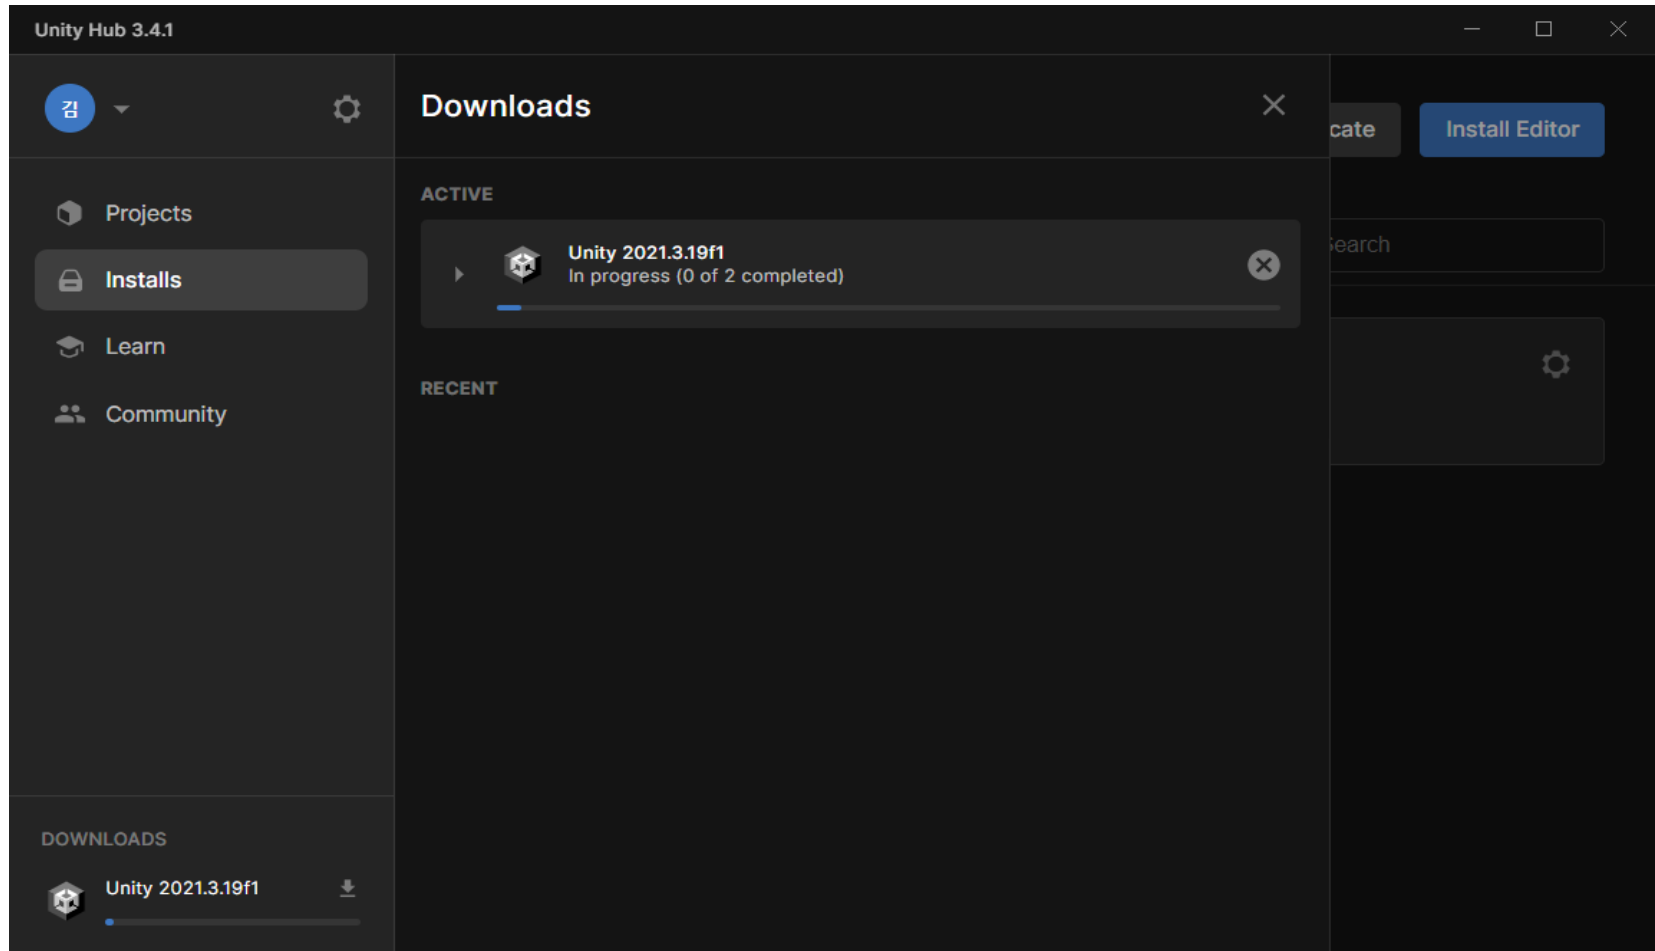 Unity Hub 3.4.1
김
Projects
Installs
Learn
Community
DOWNLOADS
Unity 2021.3.19f1
Downloads
ACTIVE
Unity 2021.3.19f1
In progress (0 of 2 completed)
RECENT
cate
Install Editor
Search